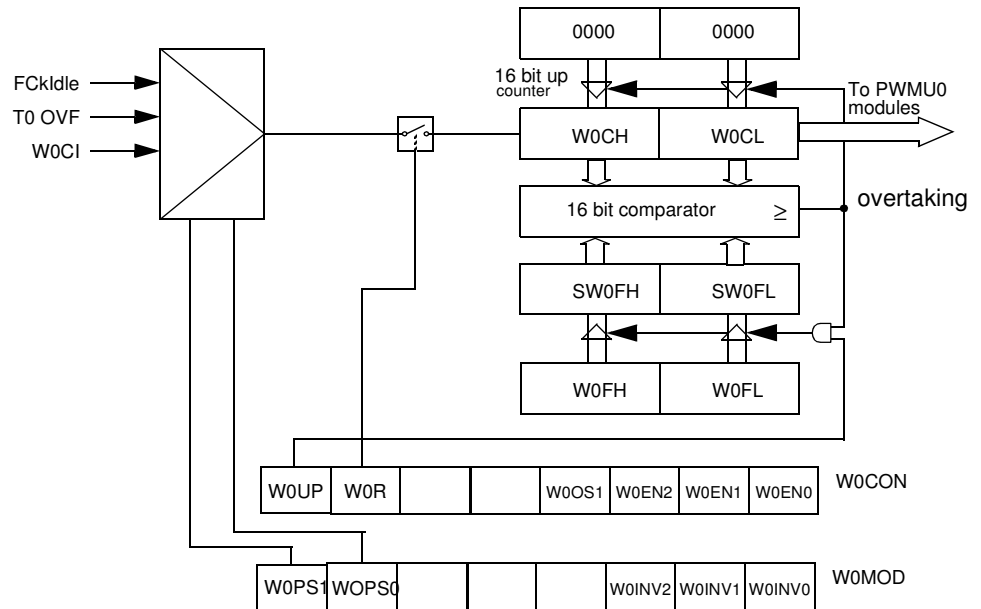 0000 0000
FCkIdle
16 bit up
counter
To PWMU0
modules
T0 OVF
W0CI
W0CH W0CL
16 bit comparator ≥
overtaking
SW0FH SW0FL
W0FH W0FL
W0UP W0R W0OS1 W0EN2 W0EN1 W0EN0 W0CON
W0PS1 WOPS0 W0INV2 W0INV1 W0INV0 W0MOD